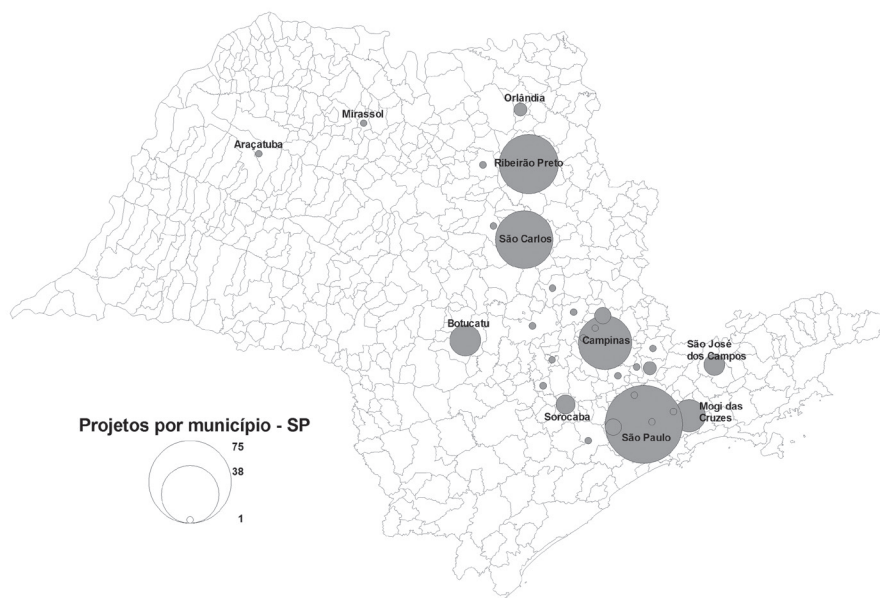 Orlândia
Mirassol
Araçatuba
Ribeirão Preto
São Carlos
Botucatu
Campinas
São José
dos Campos
Sorocaba
Mogi das
Cruzes
São Paulo
Projetos por município - SP
75
38
1